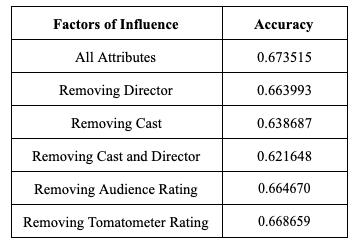 Factors of Influence Accuracy
All Attributes 0.673515
Removing Director 0.663993
Removing Cast 0.638687
Removing Cast and Director 0.621648
Removing Audience Rating 0.664670
Removing Tomatometer Rating 0.668659